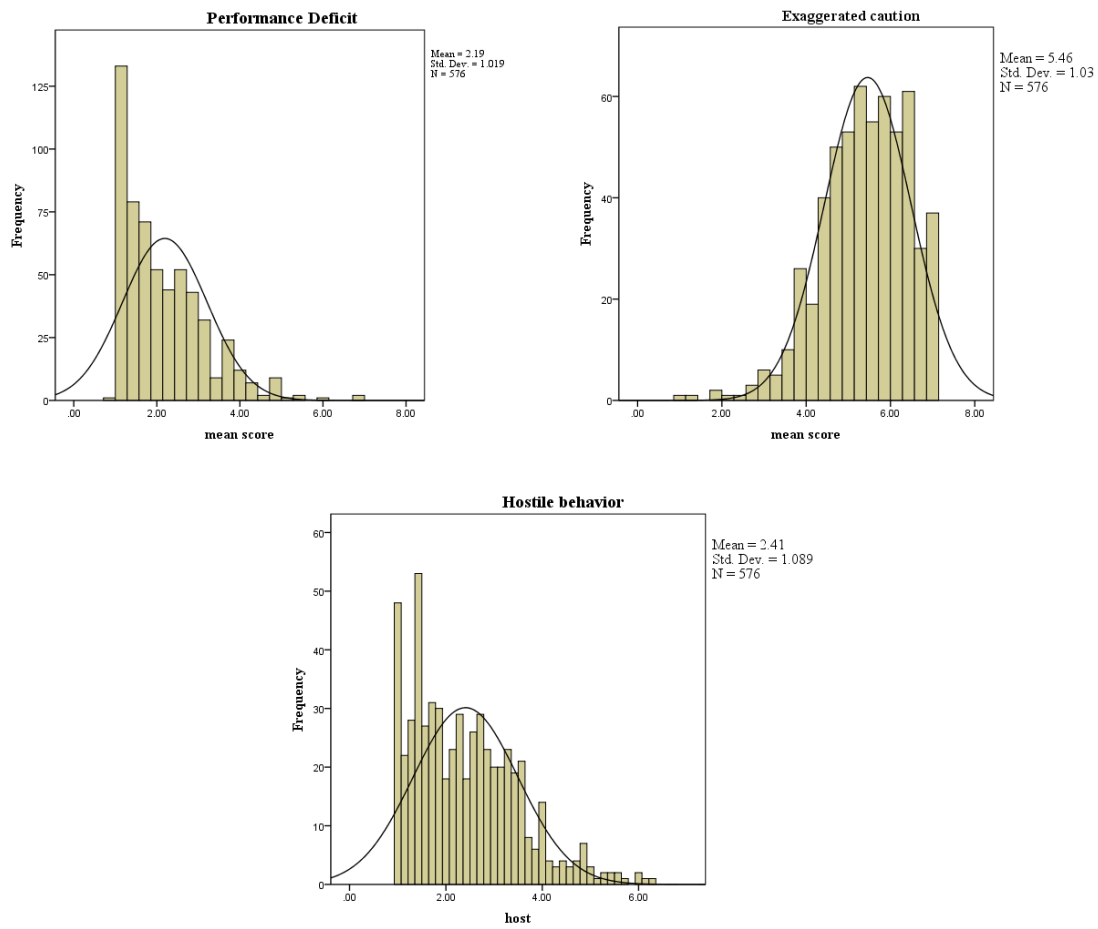 Performance Deficit
Mean = 2.19
Std. Dev. = 1.019
N = 576
125
100
75
50
25
0
Frequency
.00 2.00 4.00 6.00 8.00
mean score
Exaggerated caution
Mean = 5.46
Std. Dev. = 1.03
N = 576
60
40
20
0
Frequency
.00 2.00 4.00 6.00 8.00
mean score
Hostile behavior
Mean = 2.41
Std. Dev. = 1.089
N = 576
60
50
40
30
20
10
0
Frequency
.00 2.00 4.00 6.00
host